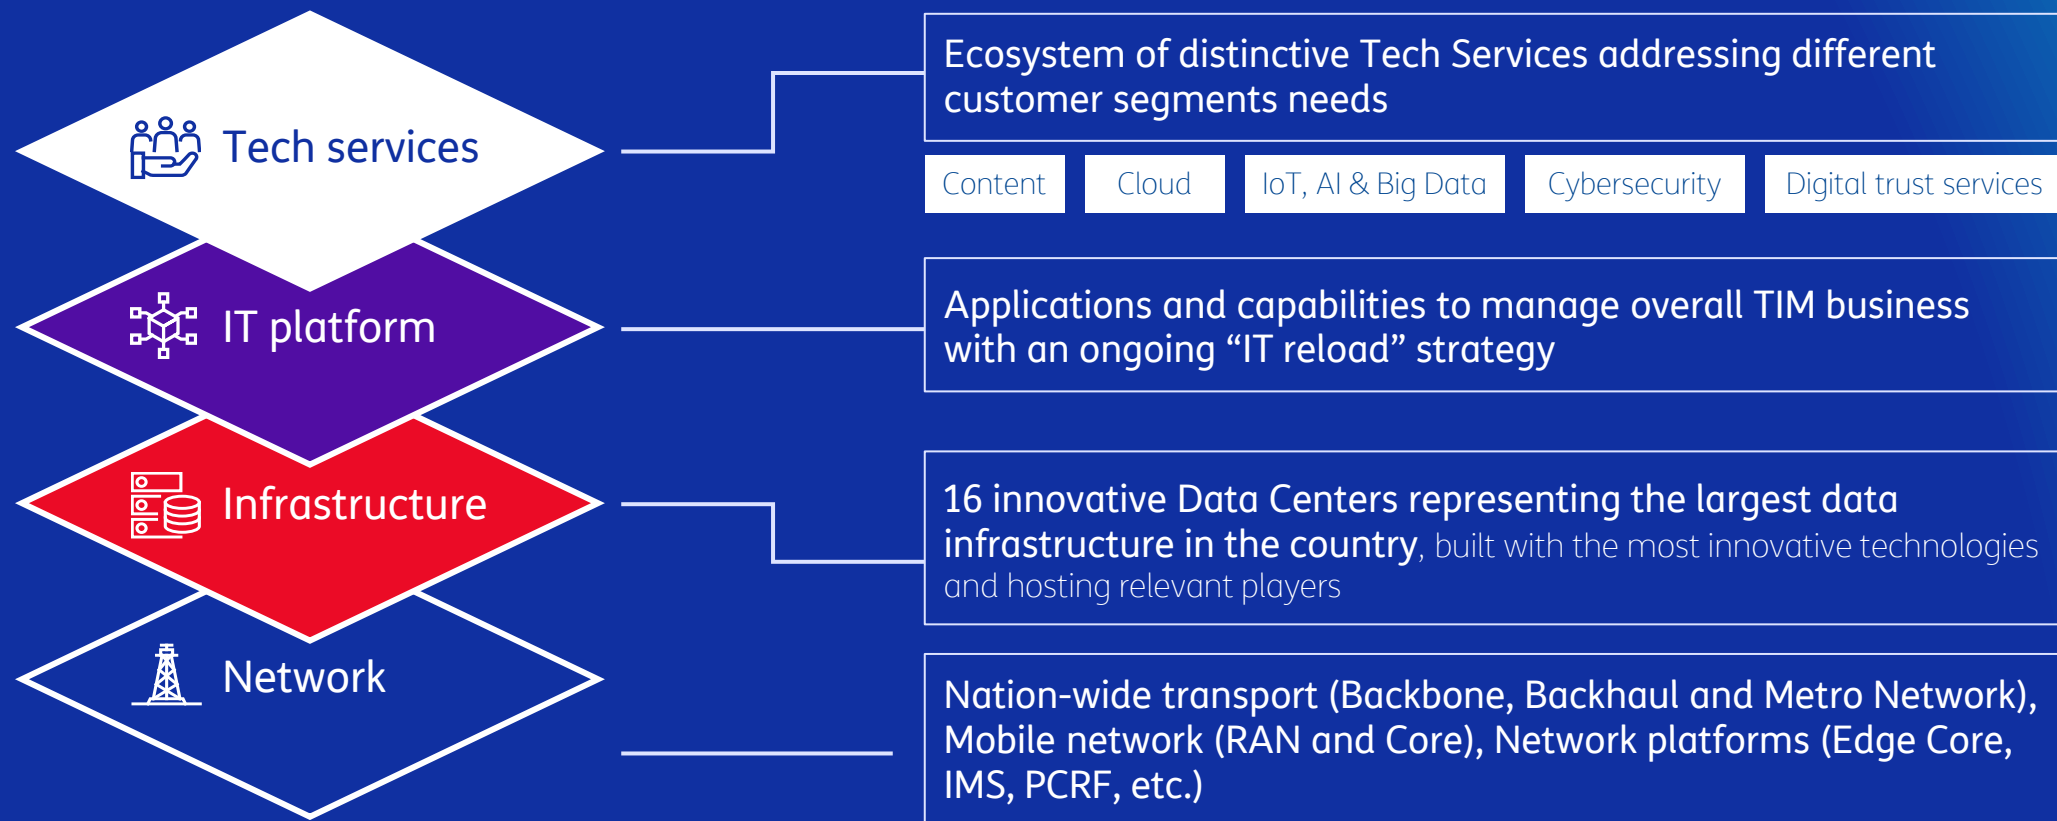 Tech services
Ecosystem of distinctive Tech Services addressing different
customer segments needs
Content
Cloud
IoT, AI & Big Data
Cybersecurity
Digital trust services
IT platform
Applications and capabilities to manage overall TIM business
with an ongoing “IT reload” strategy
Infrastructure
16 innovative Data Centers representing the largest data
infrastructure in the country, built with the most innovative technologies
and hosting relevant players
Network
Nation-wide transport (Backbone, Backhaul and Metro Network),
Mobile network (RAN and Core), Network platforms (Edge Core,
IMS, PCRF, etc.)